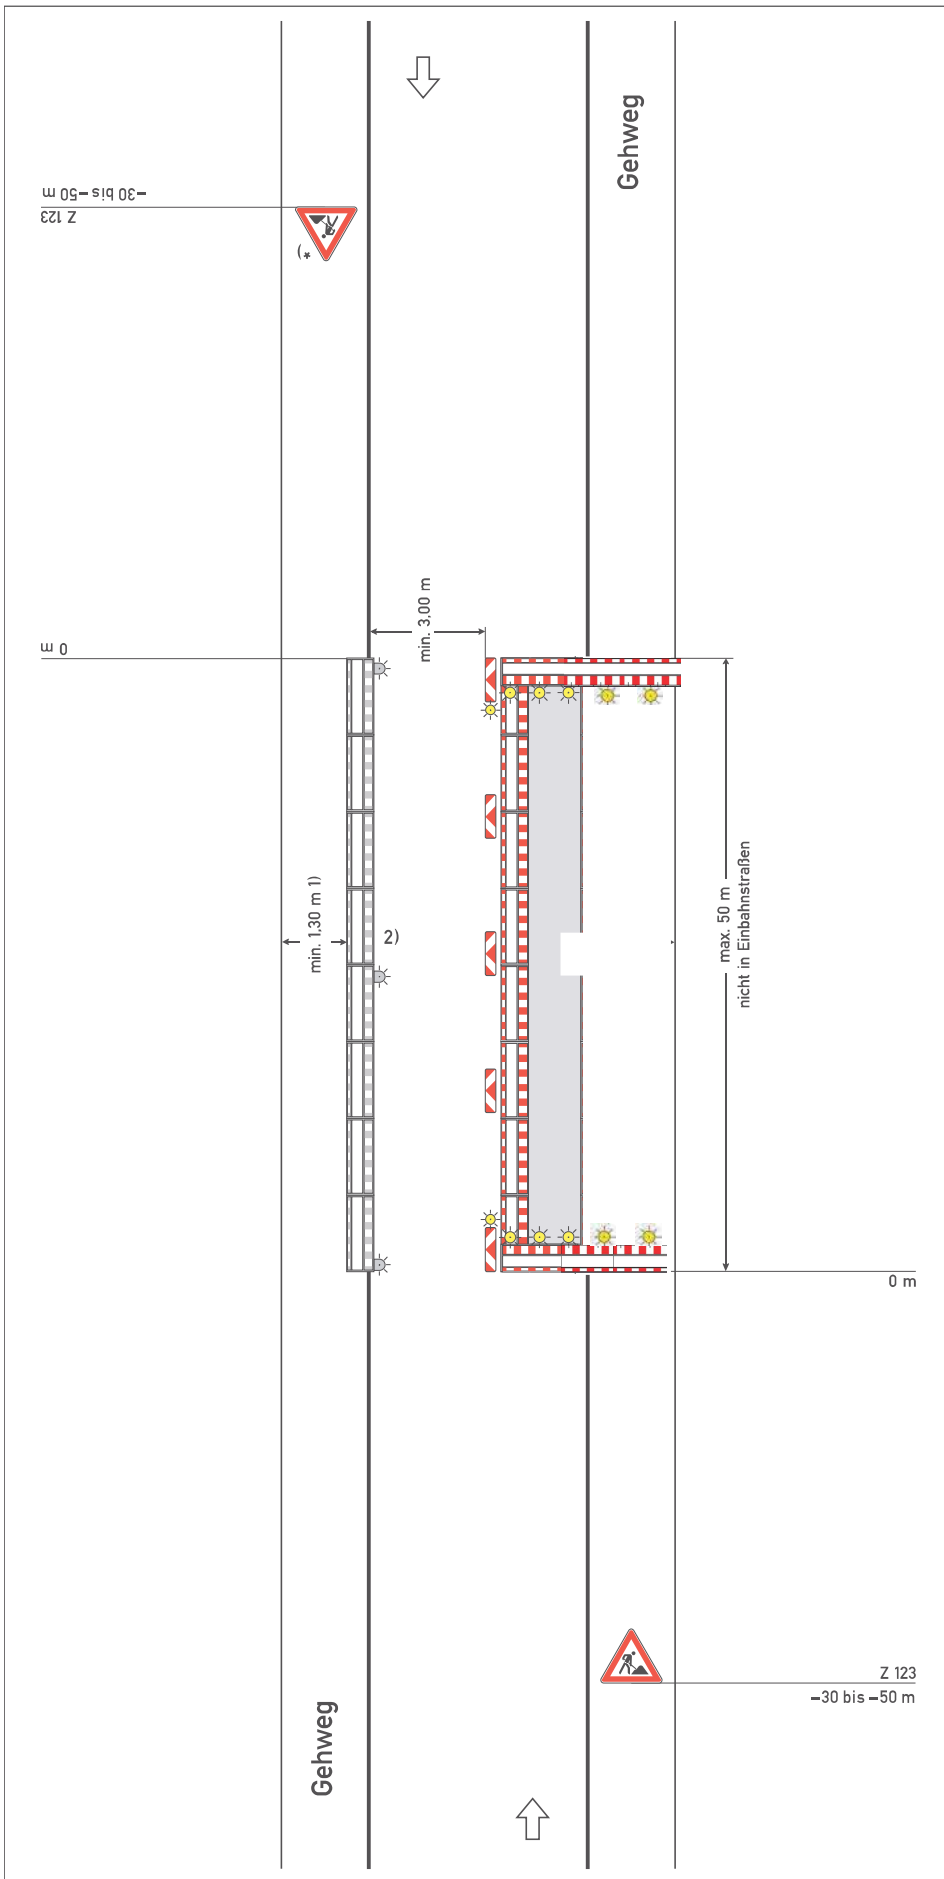 Gehweg
–30 bis –50 m
Z 123
*)
min. 3,00 m
0 m
min. 1,30 m 1)
2)
max. 50 m
nicht in Einbahnstraßen
0 m
Z 123
–30 bis –50 m
Gehweg